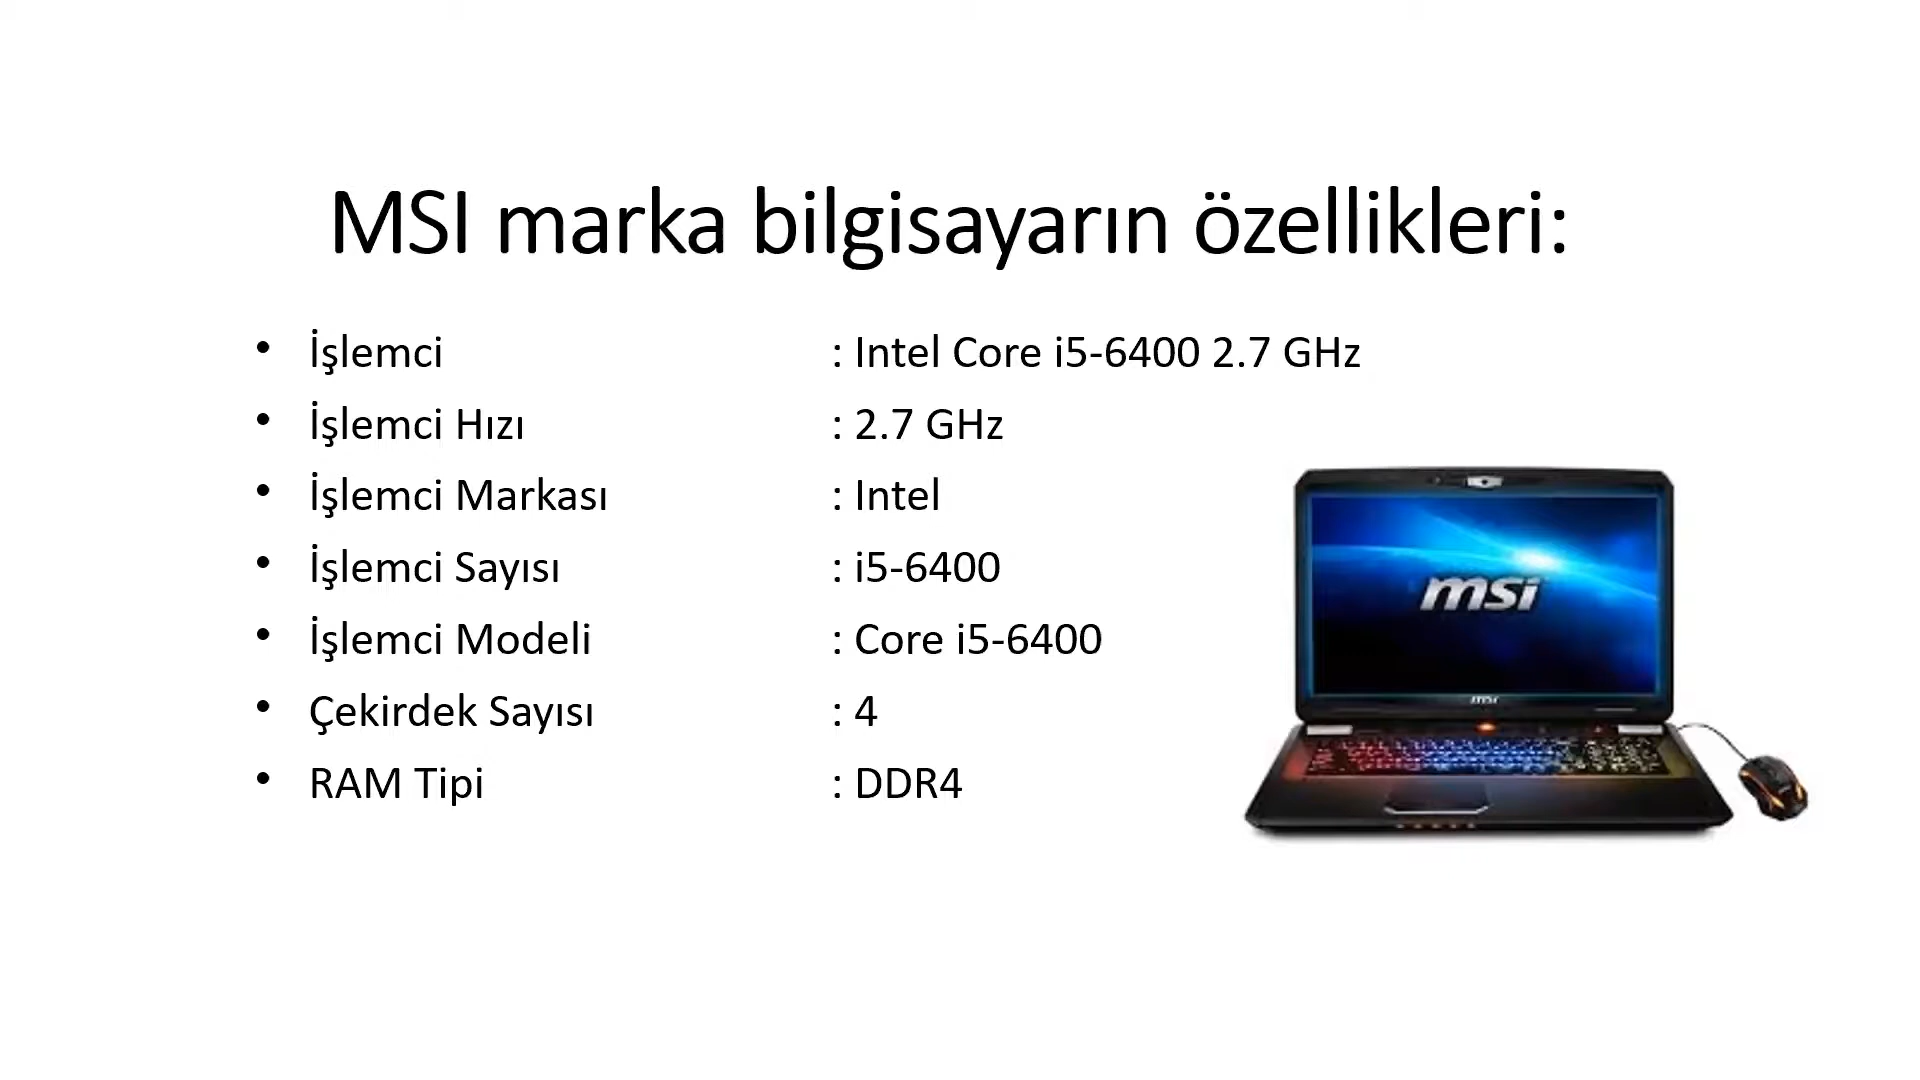 MSI marka bilgisayarın özellikleri:
• İşlemci : Intel Core i5-6400 2.7 GHz
• İşlemci Hızı : 2.7 GHz
• İşlemci Markası : Intel
• İşlemci Sayısı : i5-6400
• İşlemci Modeli : Core i5-6400
• Çekirdek Sayısı : 4
• RAM Tipi : DDR4
msi
msi